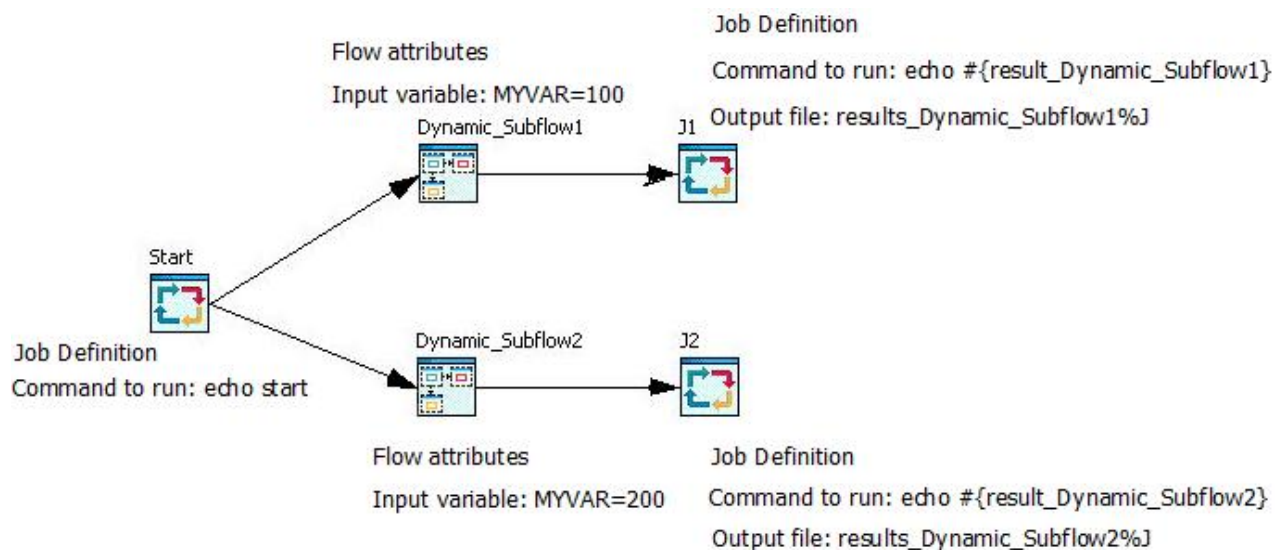 Job Definition
Flow attributes
Command to run: echo #{result_Dynamic_Subflow1}
Input variable: MYVAR=100
Output file: results_Dynamic_Subflow1%J
Dynamic_Subflow1
J1
Start
Job Definition
Command to run: echo start
Dynamic_Subflow2
J2
Flow attributes
Job Definition
Input variable: MYVAR=200
Command to run: echo #{result_Dynamic_Subflow2}
Output file: results_Dynamic_Subflow2%J